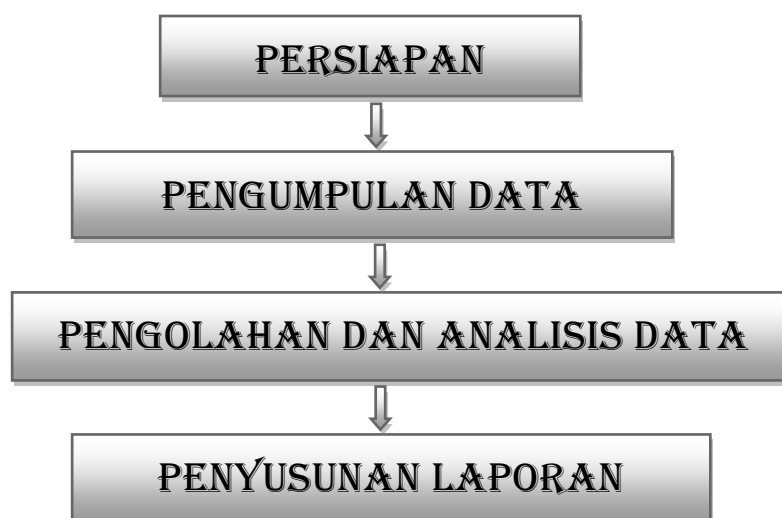 PERSIAPAN
PENGUMPULAN DATA
PENGOLAHAN DAN ANALISIS DATA
PENYUSUNAN LAPORAN